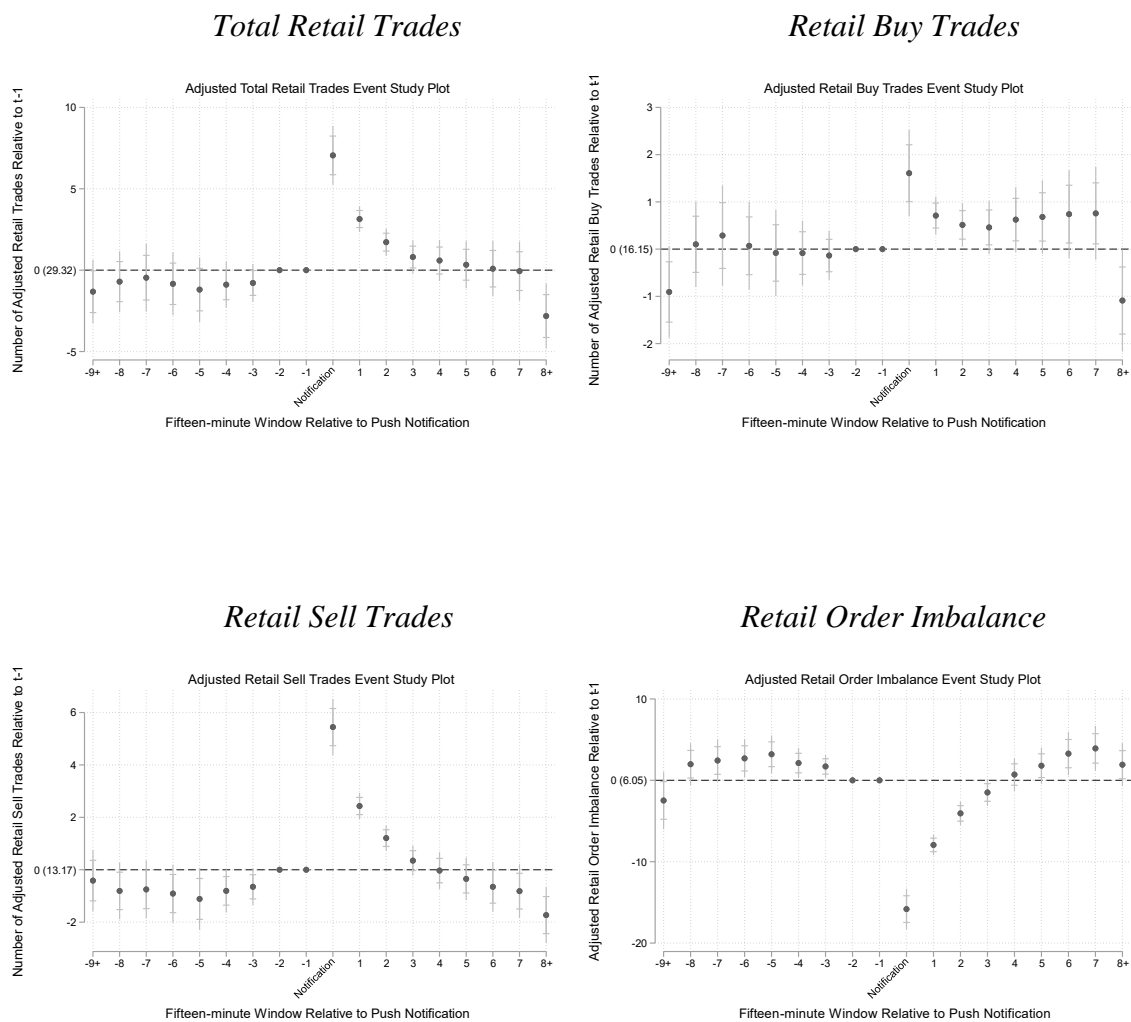 Total Retail Trades
Adjusted Total Retail Trades Event Study Plot
Number of Adjusted Retail Trades Relative to t-1
10
5
0 (29.32)
-5
-9+ -8 -7 -6 -5 -4 -3 -2 -1 Notification 1 2 3 4 5 6 7 8+
Fifteen-minute Window Relative to Push Notification
Retail Buy Trades
Adjusted Retail Buy Trades Event Study Plot
Number of Adjusted Retail Buy Trades Relative to t-1
3
2
1
0 (16.15)
-1
-2
-9+ -8 -7 -6 -5 -4 -3 -2 -1 Notification 1 2 3 4 5 6 7 8+
Fifteen-minute Window Relative to Push Notification
Retail Sell Trades
Adjusted Retail Sell Trades Event Study Plot
Number of Adjusted Retail Sell Trades Relative to t-1
6
4
2
0 (13.17)
-2
-9+ -8 -7 -6 -5 -4 -3 -2 -1 Notification 1 2 3 4 5 6 7 8+
Fifteen-minute Window Relative to Push Notification
Retail Order Imbalance
Adjusted Retail Order Imbalance Event Study Plot
Adjusted Retail Order Imbalance Relative to t-1
10
0 (6.05)
-10
-20
-9+ -8 -7 -6 -5 -4 -3 -2 -1 Notification 1 2 3 4 5 6 7 8+
Fifteen-minute Window Relative to Push Notification